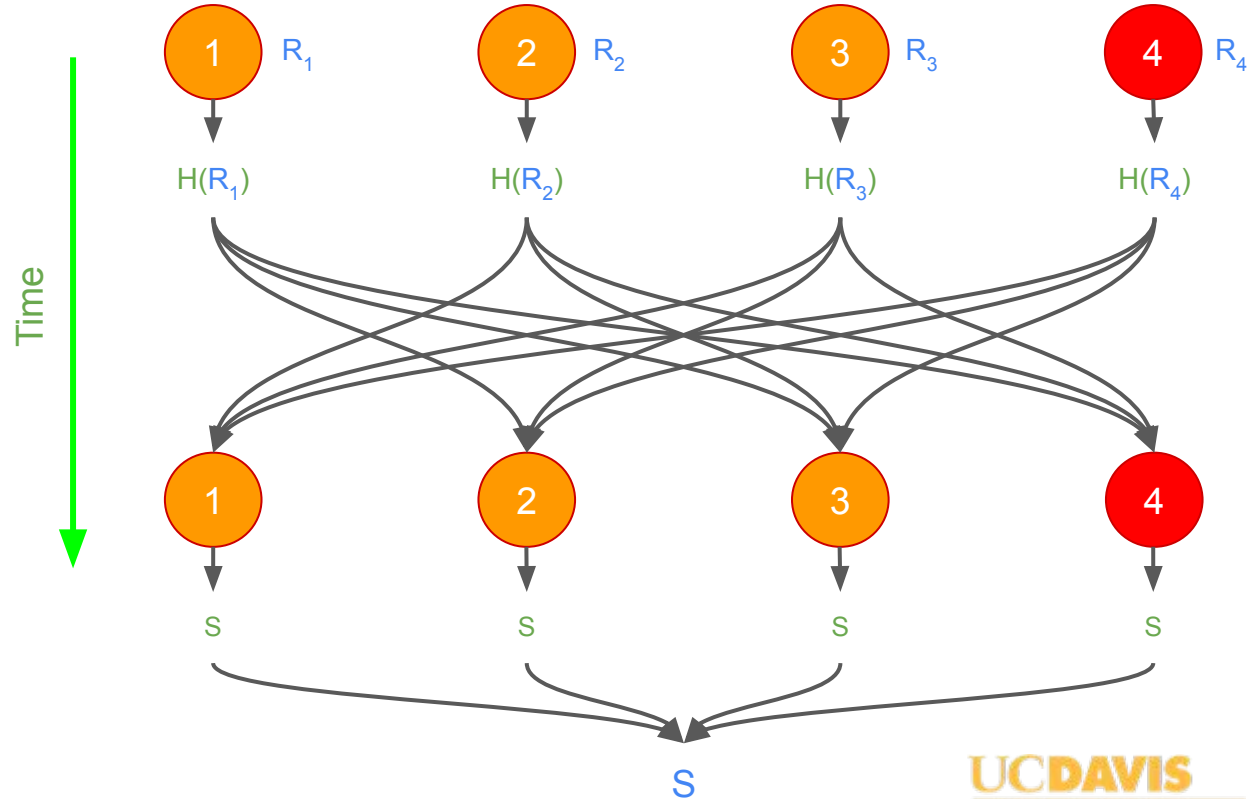 1 R₁ 2 R₂ 3 R₃ 4 R₄
H(R₁) H(R₂) H(R₃) H(R₄)
Time
1 2 3 4
S S S S
S
UCDAVIS